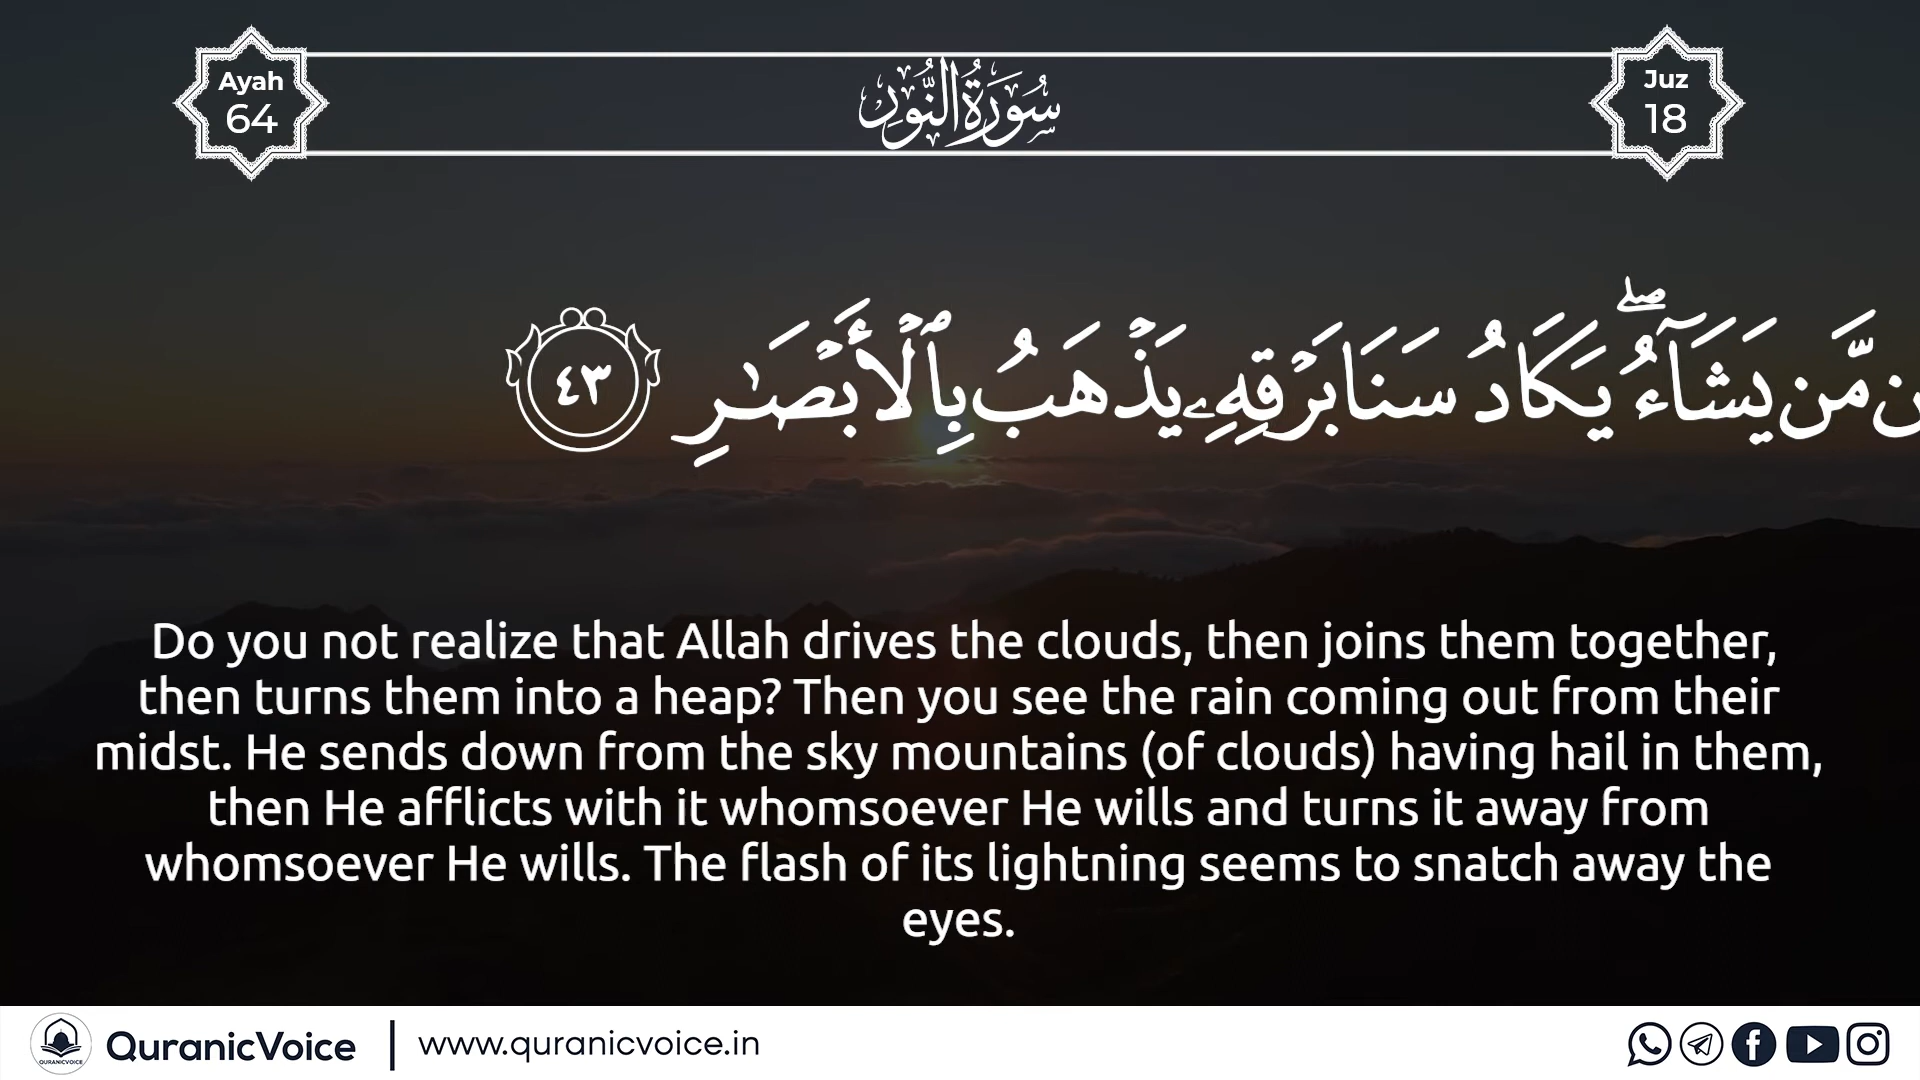 Ayah
64
سُورَةُ النُّورِ
Juz
18
مَّن يَشَآءُ ۖ يَكَادُ سَنَا بَرْقِهِۦ يَذْهَبُ بِٱلْأَبْصَـٰرِ ٤٣
Do you not realize that Allah drives the clouds, then joins them together,
then turns them into a heap? Then you see the rain coming out from their
midst. He sends down from the sky mountains (of clouds) having hail in them,
then He afflicts with it whomsoever He wills and turns it away from
whomsoever He wills. The flash of its lightning seems to snatch away the
eyes.
QURANICVOICE
QuranicVoice | www.quranicvoice.in